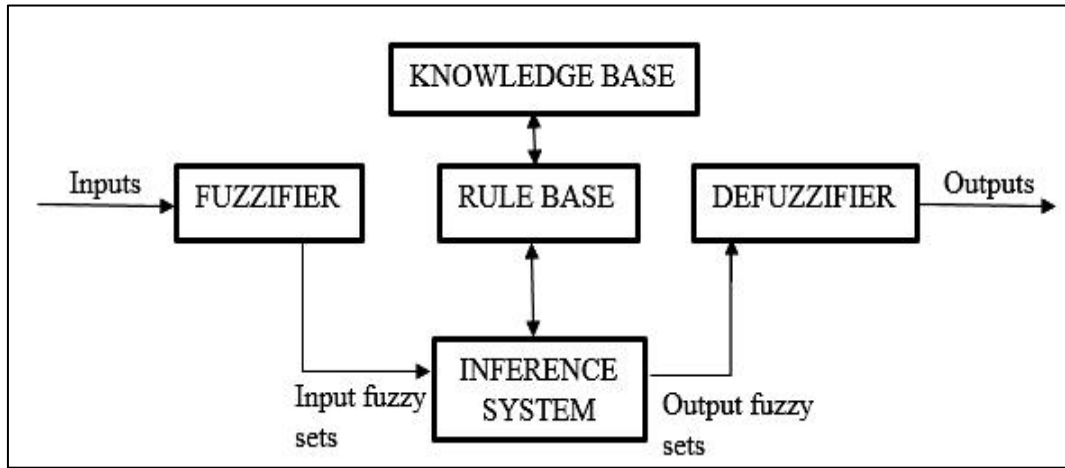 KNOWLEDGE BASE
Inputs
FUZZIFIER
RULE BASE
DEFUZZIFIER
Outputs
Input fuzzy
sets
INFERENCE
SYSTEM
Output fuzzy
sets